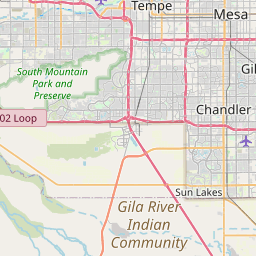 Tempe
Mesa
South Mountain
Park and
Preserve
Gil
Chandler
02 Loop
Sun Lakes
Gila River
Indian
Community